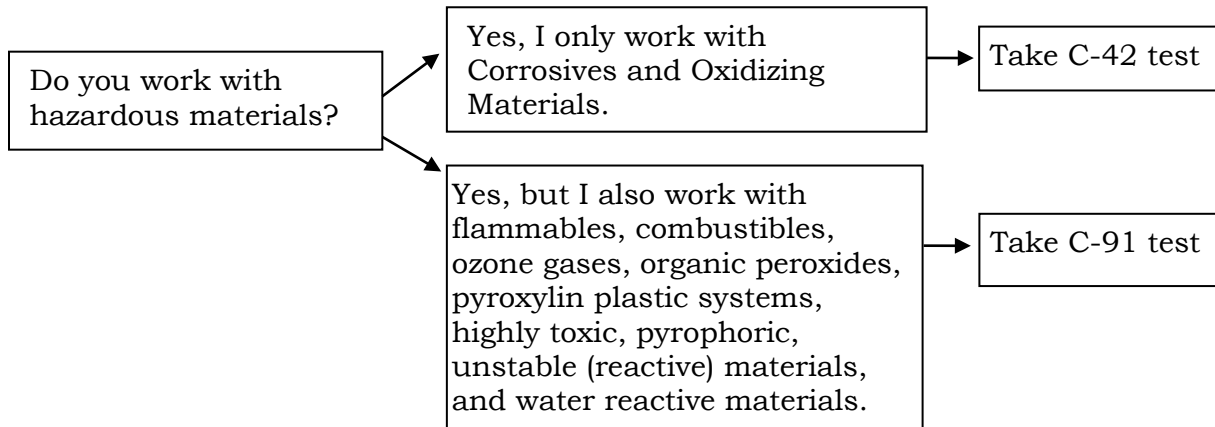 Do you work with
hazardous materials?
Yes, I only work with
Corrosives and Oxidizing
Materials.
Take C-42 test
Yes, but I also work with
flammables, combustibles,
ozone gases, organic peroxides,
pyroxylin plastic systems,
highly toxic, pyrophoric,
unstable (reactive) materials,
and water reactive materials.
Take C-91 test